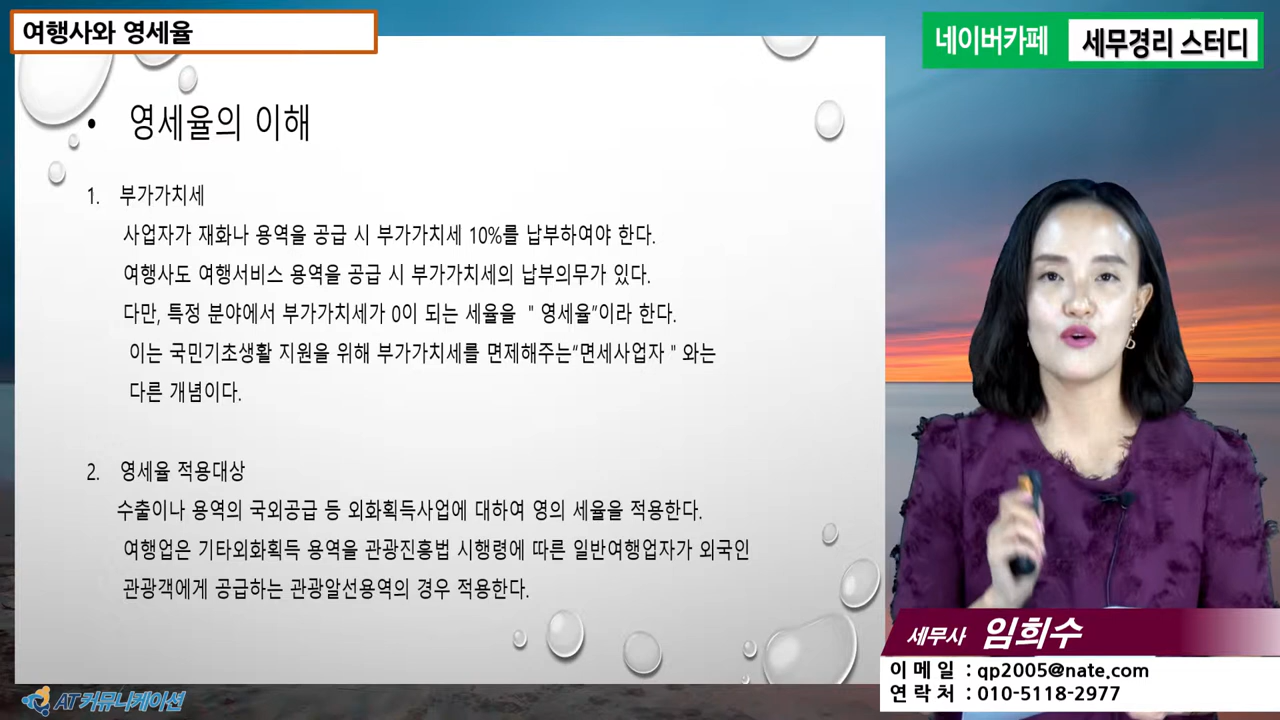 여행사와 영세율
네이버카페 세무경리 스터디
• 영세율의 이해
1. 부가가치세
사업자가 재화나 용역을 공급 시 부가가치세 10%를 납부하여야 한다.
여행사도 여행서비스 용역을 공급 시 부가가치세의 납부의무가 있다.
다만, 특정 분야에서 부가가치세가 0이 되는 세율을 " 영세율”이라 한다.
이는 국민기초생활 지원을 위해 부가가치세를 면제해주는“면세사업자 " 와는
다른 개념이다.
2. 영세율 적용대상
수출이나 용역의 국외공급 등 외화획득사업에 대하여 영의 세율을 적용한다.
여행업은 기타외화획득 용역을 관광진흥법 시행령에 따른 일반여행업자가 외국인
관광객에게 공급하는 관광알선용역의 경우 적용한다.
세무사 임희수
이 메 일 : qp2005@nate.com
연 락 처 : 010-5118-2977
AT커뮤니케이션